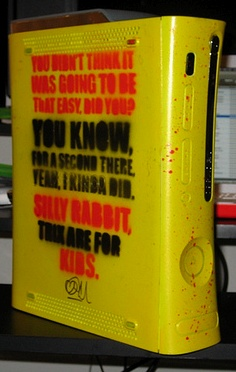 YOU DIDN'T THINK IT
WAS GOING TO BE
THAT EASY, DID YOU?
YOU KNOW,
FOR A SECOND THERE,
YEAH, I KINDA DID.
SILLY RABBIT,
TRIX ARE FOR
KIDS.